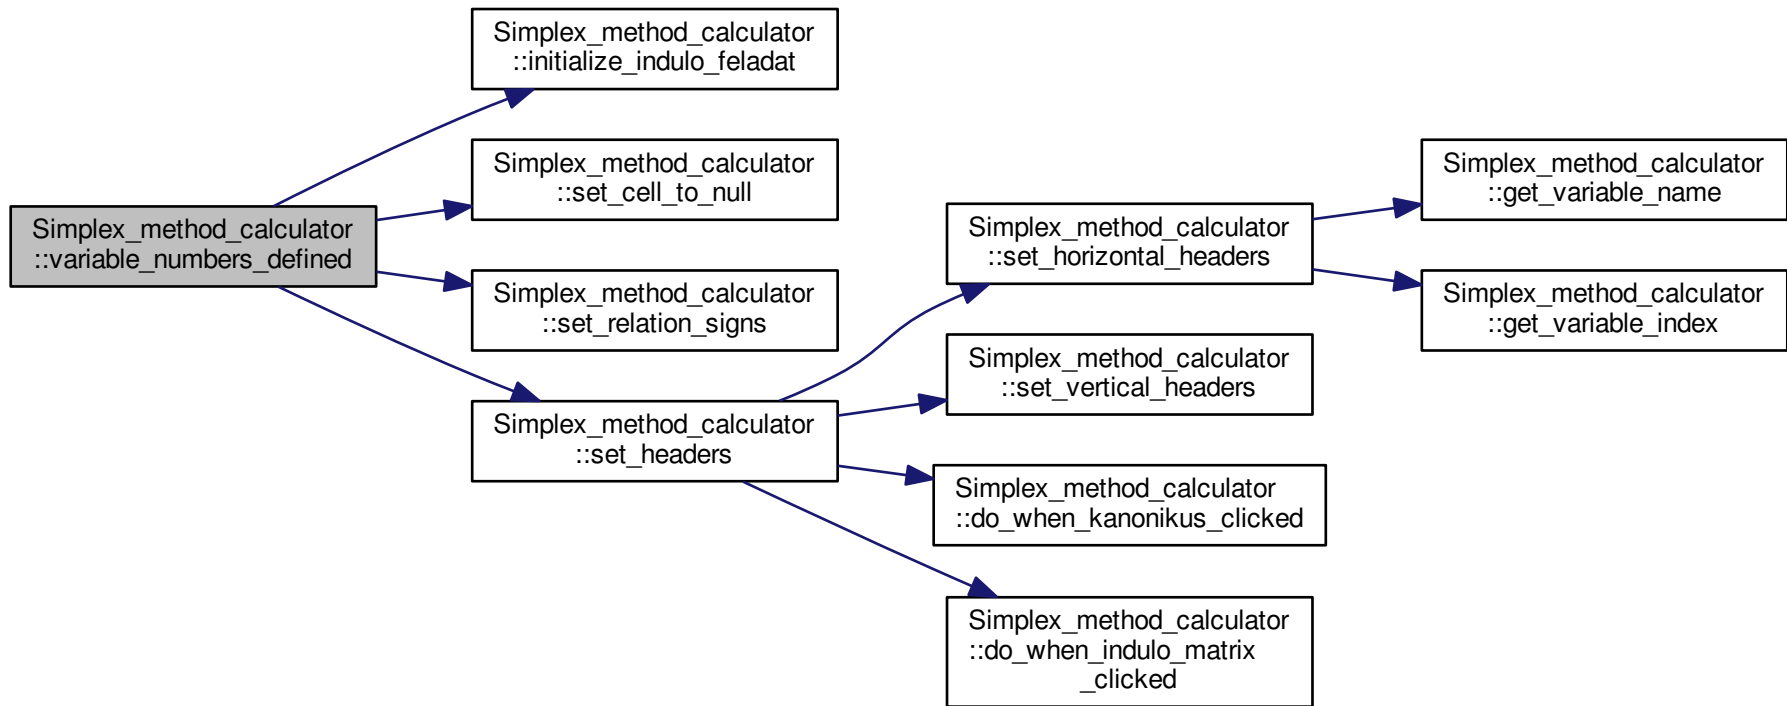 Simplex_method_calculator
::variable_numbers_defined
Simplex_method_calculator
::initialize_indulo_feladat
Simplex_method_calculator
::set_cell_to_null
Simplex_method_calculator
::set_relation_signs
Simplex_method_calculator
::set_headers
Simplex_method_calculator
::set_horizontal_headers
Simplex_method_calculator
::set_vertical_headers
Simplex_method_calculator
::do_when_kanonikus_clicked
Simplex_method_calculator
::do_when_indulo_matrix
_clicked
Simplex_method_calculator
::get_variable_name
Simplex_method_calculator
::get_variable_index